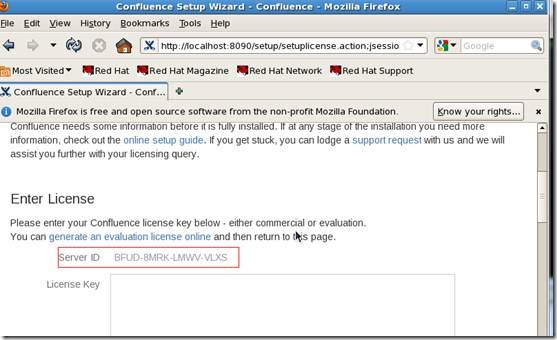 Confluence Setup Wizard - Confluence - Mozilla Firefox
File Edit View History Bookmarks Tools Help
http://localhost:8090/setup/setuplicense.action;jsessio Google
Most Visited Red Hat Red Hat Magazine Red Hat Network Red Hat Support
Confluence Setup Wizard - Conf...
Mozilla Firefox is free and open source software from the non-profit Mozilla Foundation. Know your rights...
Confluence needs some information before it is fully installed. If at any stage of the installation you need more
information, check out the online setup guide. If you get stuck, you can lodge a support request with us and we will
assist you further with your licensing query.
Enter License
Please enter your Confluence license key below - either commercial or evaluation.
You can generate an evaluation license online and then return to this page.
Server ID BFUD-8MRK-LMWV-VLXS
License Key